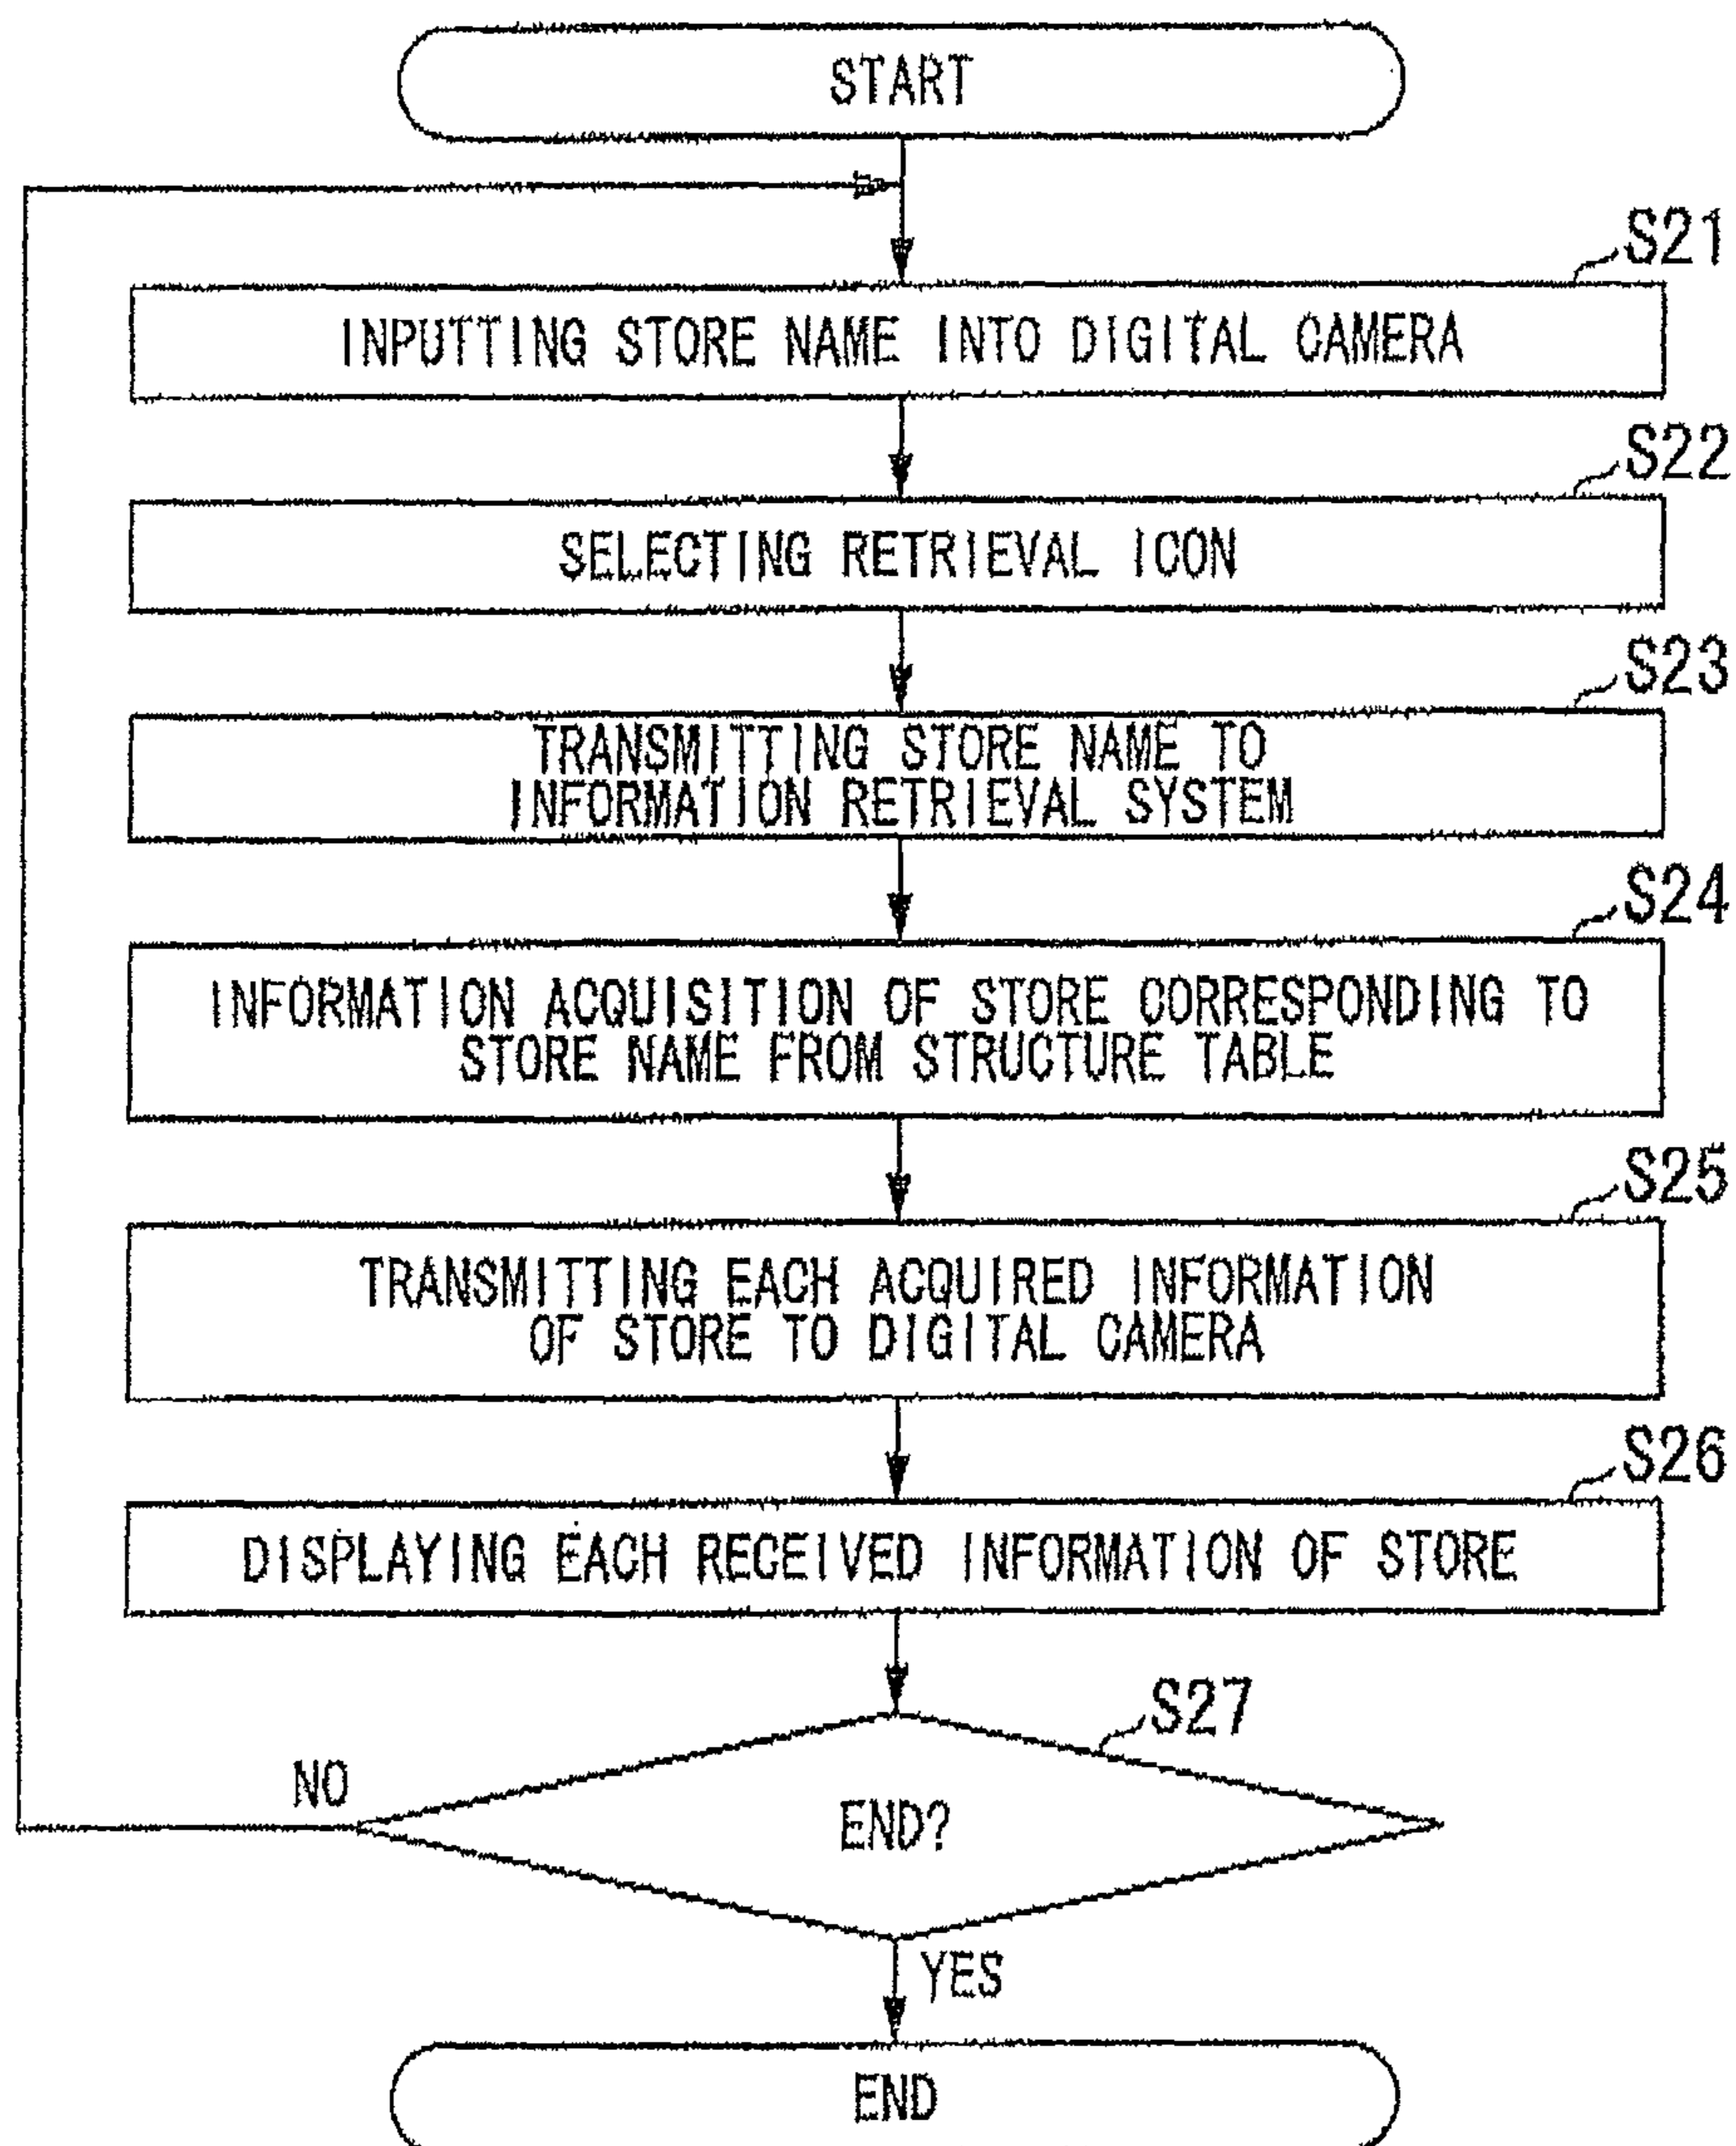 START
S21
INPUTTING STORE NAME INTO DIGITAL CAMERA
S22
SELECTING RETRIEVAL ICON
S23
TRANSMITTING STORE NAME TO
INFORMATION RETRIEVAL SYSTEM
S24
INFORMATION ACQUISITION OF STORE CORRESPONDING TO
STORE NAME FROM STRUCTURE TABLE
S25
TRANSMITTING EACH ACQUIRED INFORMATION
OF STORE TO DIGITAL CAMERA
S26
DISPLAYING EACH RECEIVED INFORMATION OF STORE
S27
NO
END?
YES
END